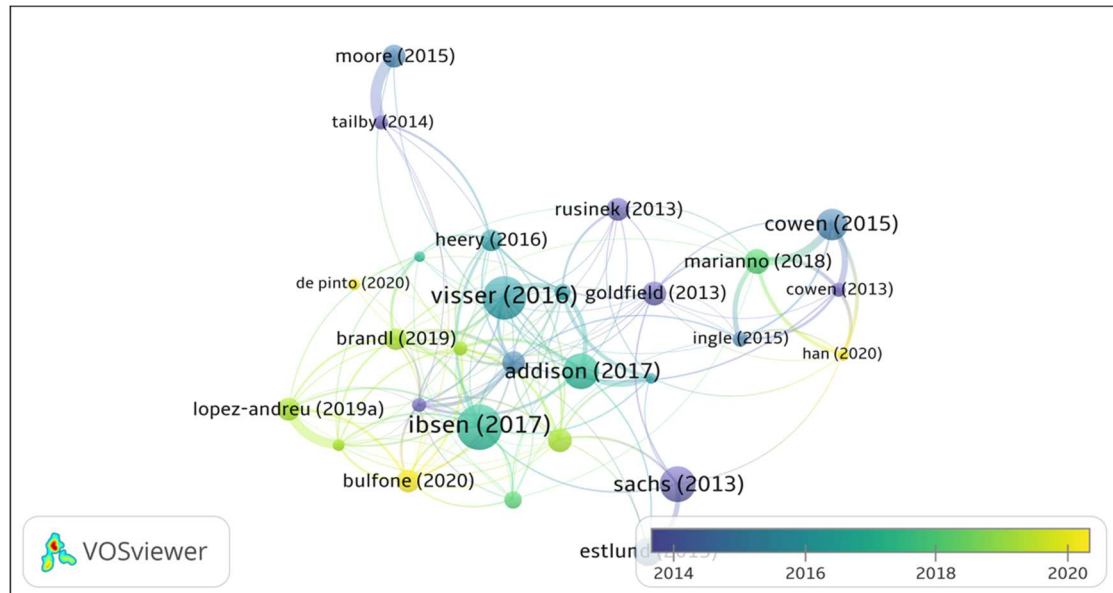 moore (2015)
tailby (2014)
rusinek (2013)
cowen (2015)
heery (2016)
marianno (2018)
de pinto (2020)
visser (2016)
goldfield (2013)
cowen (2013)
brandl (2019)
ingle (2015)
han (2020)
addison (2017)
lopez-andreu (2019a)
ibsen (2017)
bulfone (2020)
sachs (2013)
estlund
VOSviewer
2014 2016 2018 2020